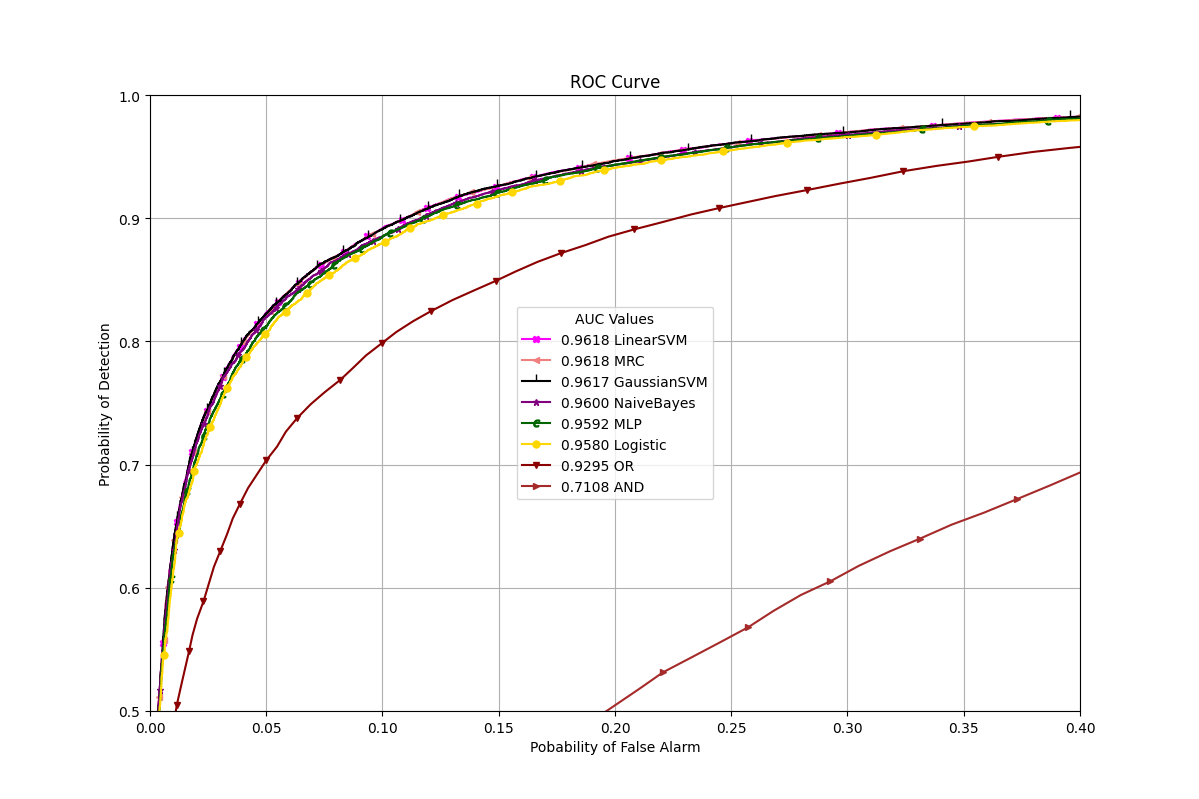 ROC Curve
1.0
0.9
0.8
0.7
0.6
0.5
Probability of Detection
AUC Values
0.9618 LinearSVM
0.9618 MRC
0.9617 GaussianSVM
0.9600 NaiveBayes
0.9592 MLP
0.9580 Logistic
0.9295 OR
0.7108 AND
0.00 0.05 0.10 0.15 0.20 0.25 0.30 0.35 0.40
Pobability of False Alarm